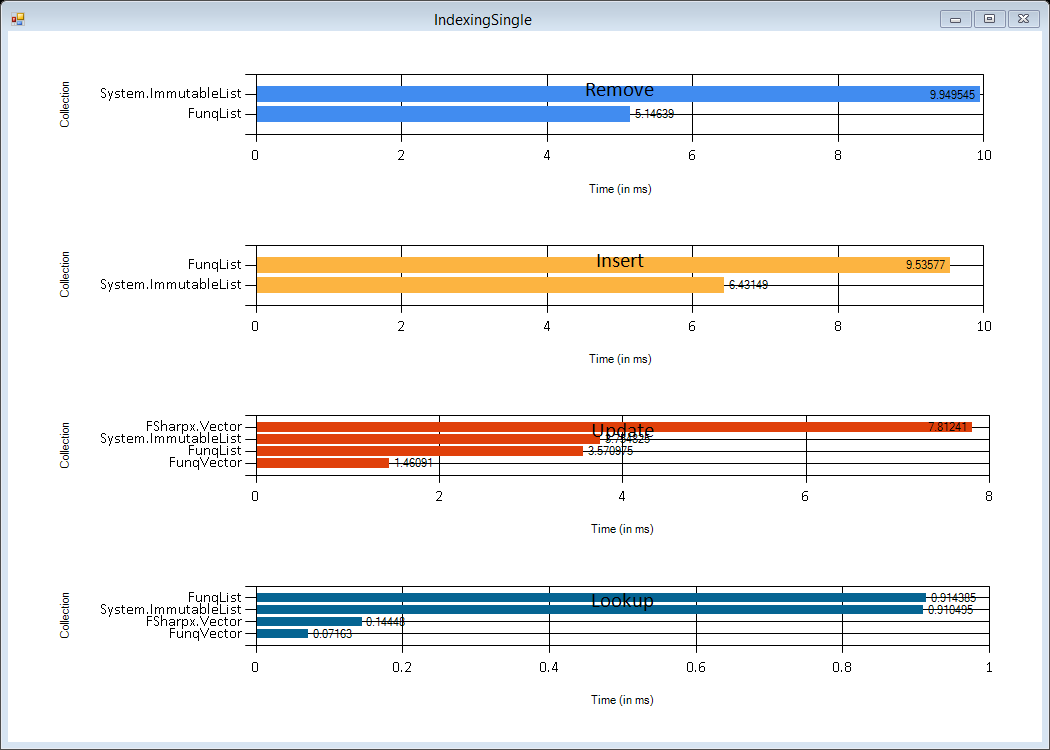 IndexingSingle
Remove
Collection
System.ImmutableList 9.949545
FunqList 5.14639
0 2 4 6 8 10
Time (in ms)
Insert
Collection
FunqList 9.53577
System.ImmutableList 6.43149
0 2 4 6 8 10
Time (in ms)
Update
Collection
FSharpx.Vector 7.81241
System.ImmutableList
FunqList 3.570975
FunqVector 1.46091
0 2 4 6 8
Time (in ms)
Lookup
Collection
FunqList 0.914385
System.ImmutableList 0.910495
FSharpx.Vector 0.14448
FunqVector 0.07163
0 0.2 0.4 0.6 0.8 1
Time (in ms)